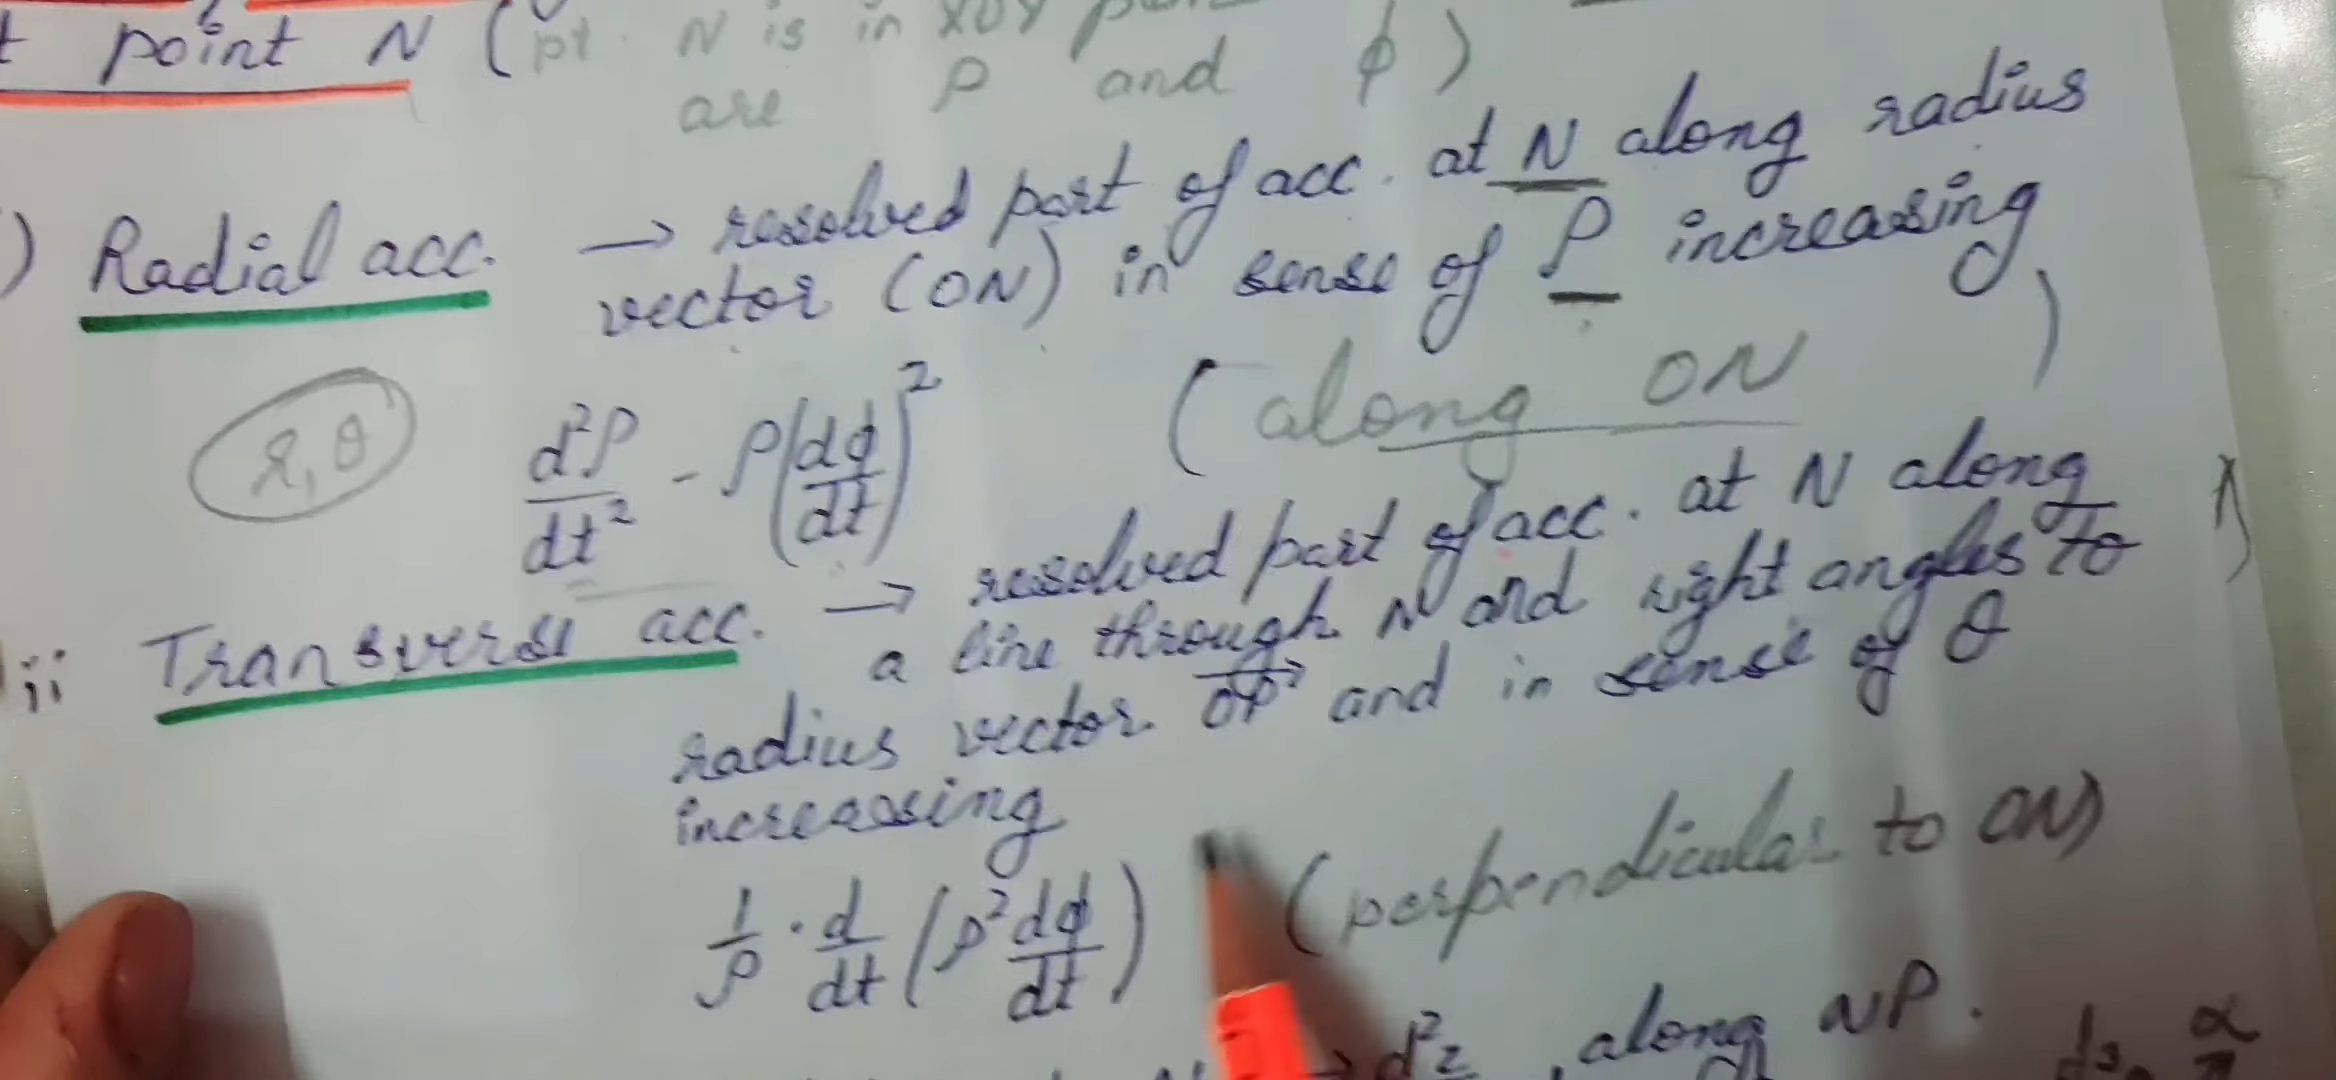 t point N (pt. N is in XOY
are ρ and ϕ)
) Radial acc. → resolved part of acc. at N along radius
vector (ON) in sense of ρ increasing
(along ON)
r, θ
d²ρ/dt² - ρ(dϕ/dt)²
ii Transverse acc. → resolved part of acc. at N along
a line through N and right angles to
radius vector OP and in sense of θ
increasing
1/ρ · d/dt (ρ² dϕ/dt) (perpendicular to ON)
→ d²z , along NP.